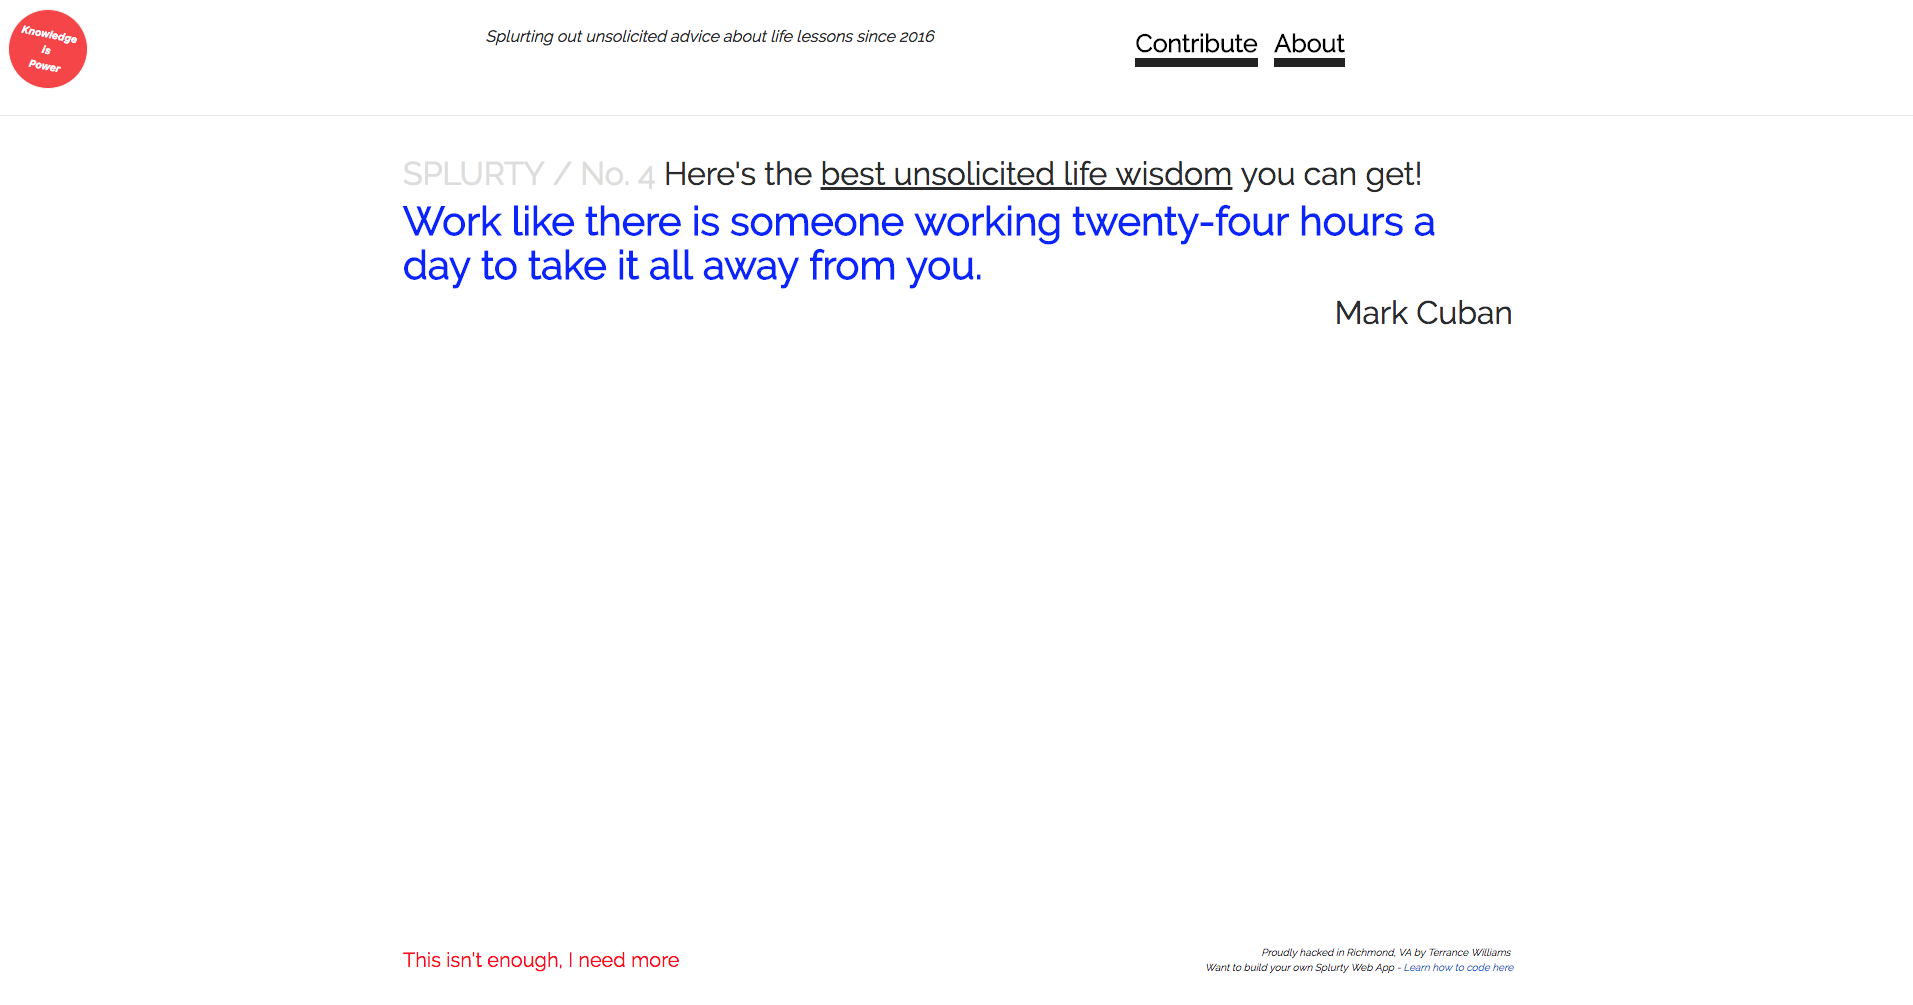 Knowledge
is
Power
Splurting out unsolicited advice about life lessons since 2016
Contribute About
SPLURTY / No. 4 Here's the best unsolicited life wisdom you can get!
Work like there is someone working twenty-four hours a
day to take it all away from you.
Mark Cuban
This isn't enough, I need more
Proudly hacked in Richmond, VA by Terrance Williams
Want to build your own Splurty Web App - Learn how to code here